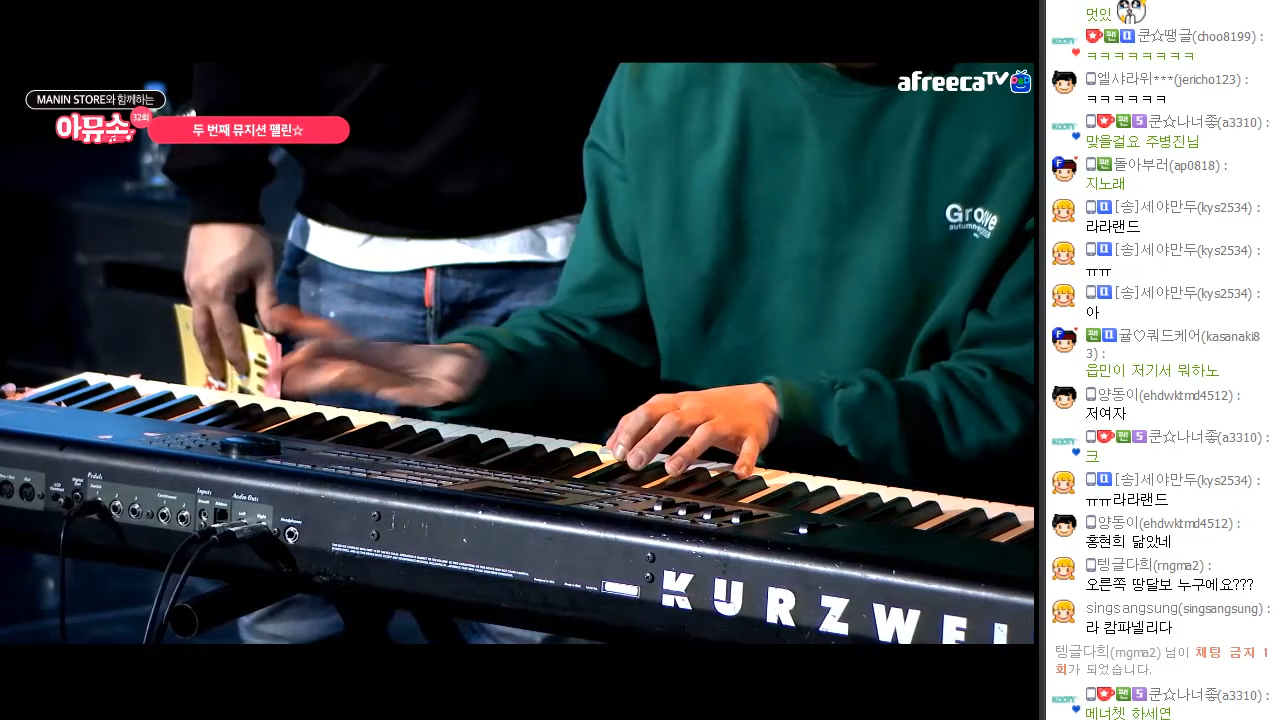 MANIN STORE와 함께하는
아뮤소
32회
두 번째 뮤지션 펠린☆
afreecaTV
Groove
KURZWEI
Pedals
Inputs
Audio Outs
Headphones
멋있
쿤☆땡글(choo8199) :
ㅋㅋㅋㅋㅋㅋㅋㅋ
엘샤라위***(jericho123) :
ㅋㅋㅋㅋㅋㅋ
쿤☆나너좋(a3310) :
맞을걸요 주병진님
돌아부러(ap0818) :
지노래
[송]세야만두(kys2534) :
라라랜드
[송]세야만두(kys2534) :
ㅠㅠ
[송]세야만두(kys2534) :
아
귤♡쿼드케어(kasanaki8
3) :
읍민이 저기서 뭐하노
양동이(ehdwktmd4512) :
저여자
쿤☆나너좋(a3310) :
크
[송]세야만두(kys2534) :
ㅠㅠ라라랜드
양동이(ehdwktmd4512) :
홍현희 닮았네
텡글다희(rngma2) :
오른쪽 땅달보 누구에요???
singsangsung(singsangsung) :
라 캄파넬리다
텡글다희(rngma2) 님이 채팅 금지 1
회가 되었습니다.
쿤☆나너좋(a3310) :
메너쳇 하세연